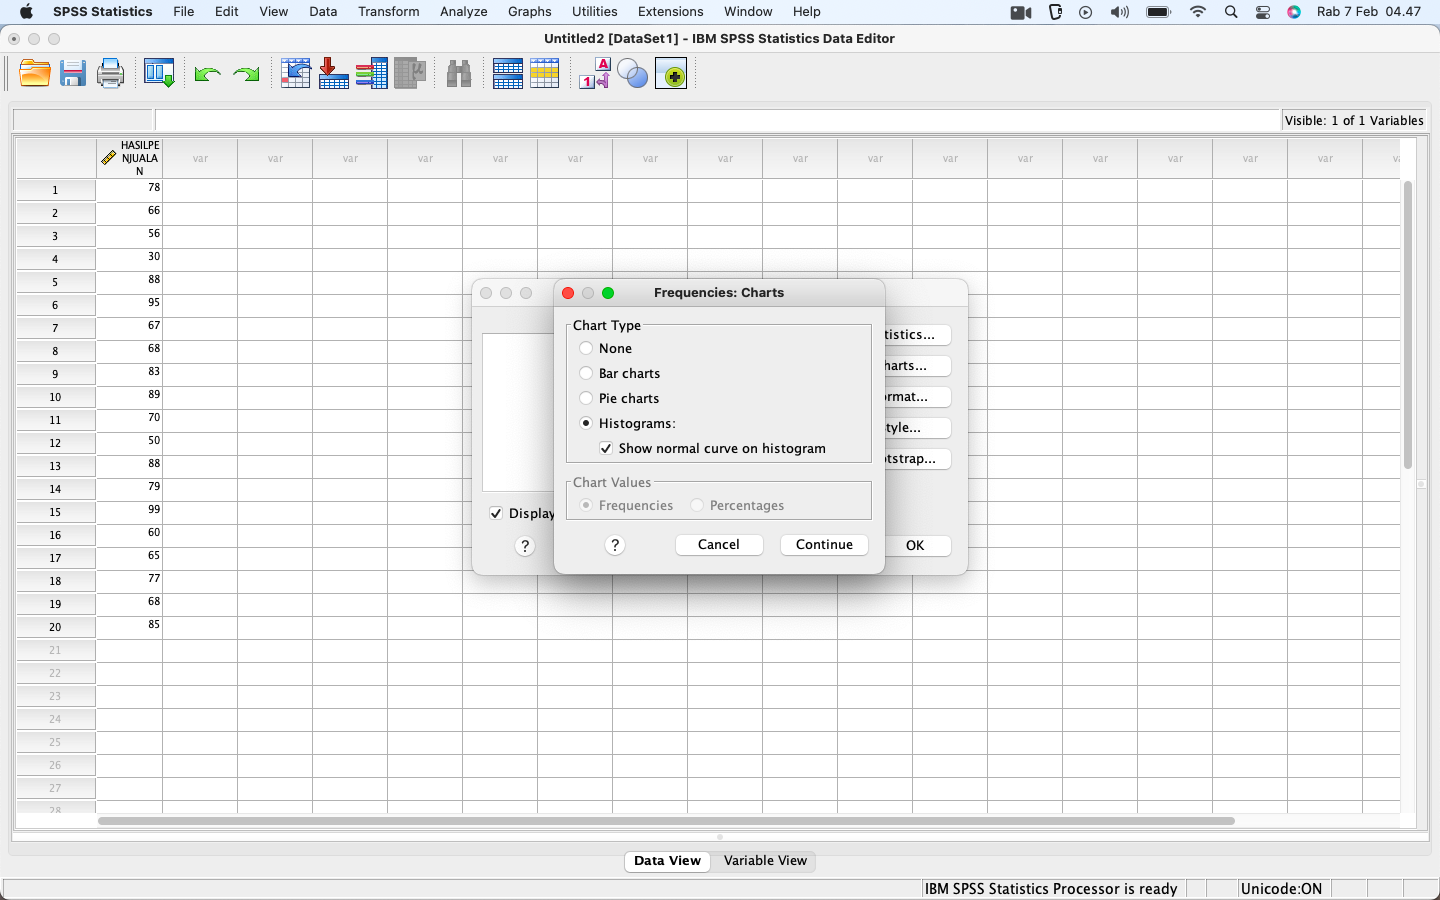 SPSS Statistics File Edit View Data Transform Analyze Graphs Utilities Extensions Window Help Rab 7 Feb 04.47
Untitled2 [DataSet1] - IBM SPSS Statistics Data Editor
Visible: 1 of 1 Variables
HASILPE
NJUALA
N
var var var var var var var var var var var var var var var var
1 78
2 66
3 56
4 30
5 88
6 95
7 67
8 68
9 83
10 89
11 70
12 50
13 88
14 79
15 99
16 60
17 65
18 77
19 68
20 85
21
22
23
24
25
26
27
28
Frequencies: Charts
Chart Type
None
Bar charts
Pie charts
Histograms:
Show normal curve on histogram
Chart Values
Frequencies Percentages
? Cancel Continue
tistics...
harts...
ormat...
style...
otstrap...
Display
? OK
Data View Variable View
IBM SPSS Statistics Processor is ready Unicode:ON